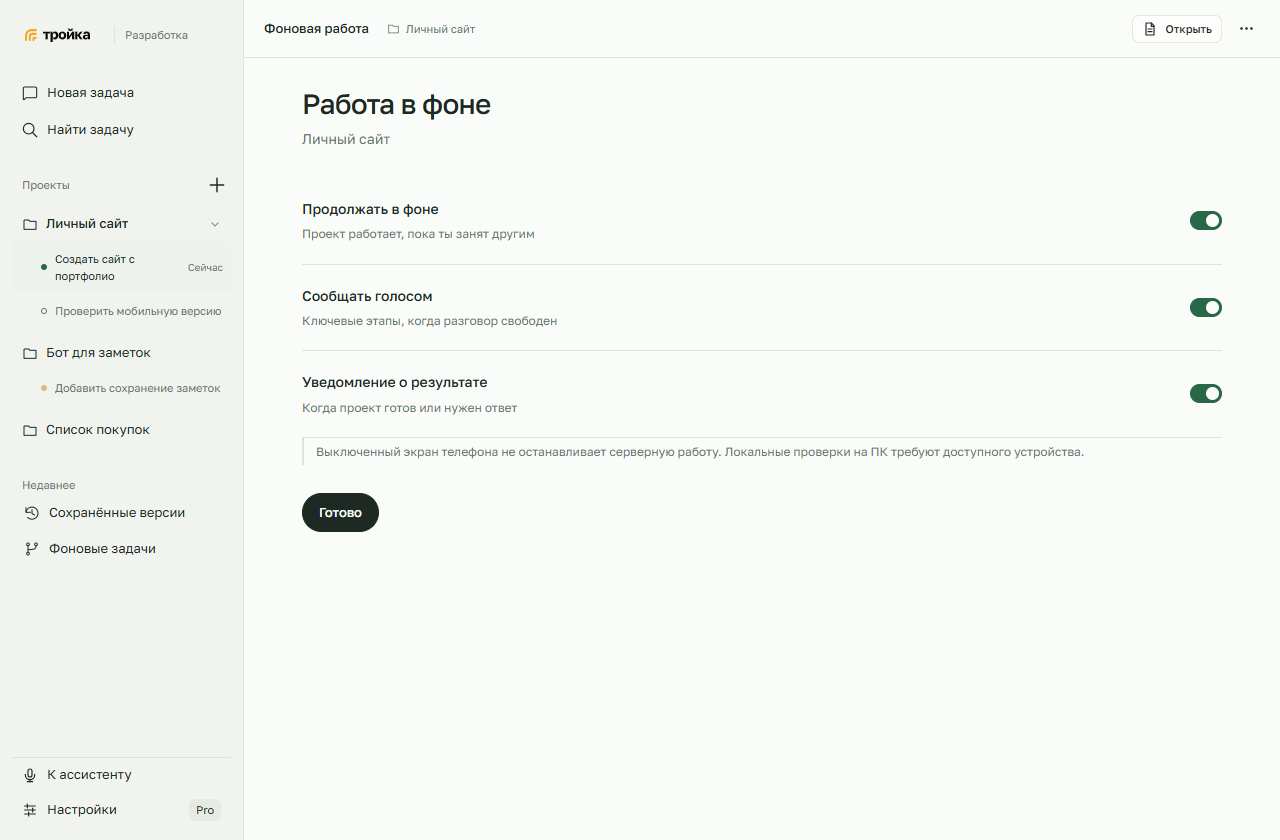 тройка
Разработка
Новая задача
Найти задачу
Проекты
Личный сайт
Создать сайт с
портфолио
Сейчас
Проверить мобильную версию
Бот для заметок
Добавить сохранение заметок
Список покупок
Недавнее
Сохранённые версии
Фоновые задачи
К ассистенту
Настройки
Pro
Фоновая работа
Личный сайт
Открыть
Работа в фоне
Личный сайт
Продолжать в фоне
Проект работает, пока ты занят другим
Сообщать голосом
Ключевые этапы, когда разговор свободен
Уведомление о результате
Когда проект готов или нужен ответ
Выключенный экран телефона не останавливает серверную работу. Локальные проверки на ПК требуют доступного устройства.
Готово